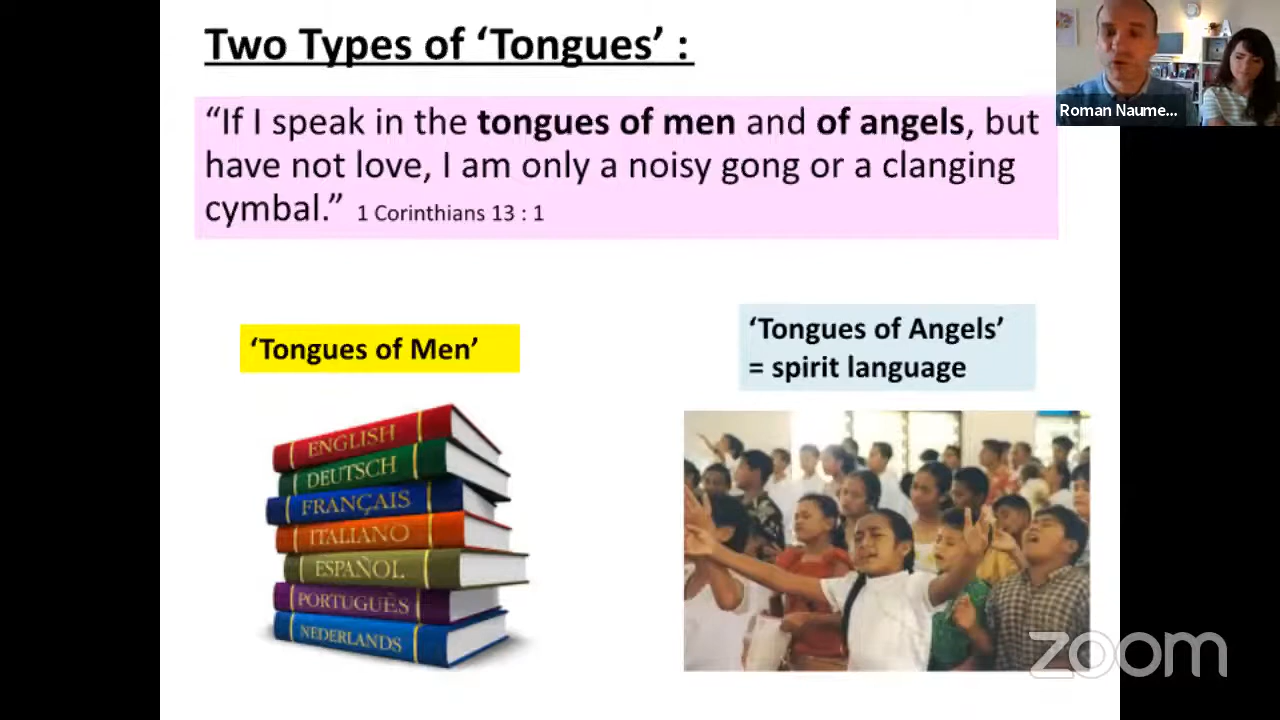 Two Types of ‘Tongues’ :
“If I speak in the tongues of men and of angels, but
have not love, I am only a noisy gong or a clanging
cymbal.” 1 Corinthians 13 : 1
‘Tongues of Men’
‘Tongues of Angels’
= spirit language
ENGLISH
DEUTSCH
FRANÇAIS
ITALIANO
ESPAÑOL
PORTUGUÊS
NEDERLANDS
Roman Naume...
zoom